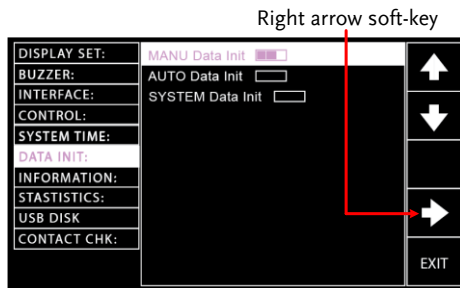 Right arrow soft-key
DISPLAY SET:
BUZZER:
INTERFACE:
CONTROL:
SYSTEM TIME:
DATA INIT:
INFORMATION:
STASTISTICS:
USB DISK
CONTACT CHK:
MANU Data Init
AUTO Data Init
SYSTEM Data Init
EXIT